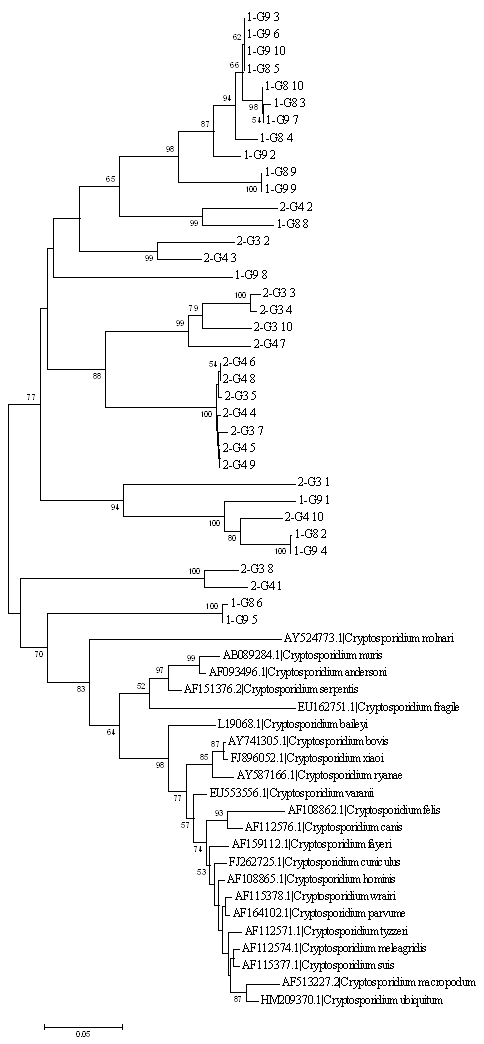 1-G9 3
1-G9 6
62
1-G9 10
66
1-G8 5
1-G8 10
94
98
1-G8 3
54
1-G9 7
87
1-G8 4
98
1-G9 2
65
1-G8 9
100
1-G9 9
2-G4 2
99
1-G8 8
2-G3 2
99
2-G4 3
1-G9 8
100
2-G3 3
79
2-G3 4
99
2-G3 10
2-G4 7
54
2-G4 6
88
2-G4 8
2-G3 5
77
100
2-G4 4
2-G3 7
2-G4 5
2-G4 9
2-G3 1
94
1-G9 1
100
2-G4 10
80
1-G8 2
100
1-G9 4
100
2-G3 8
2-G4 1
100
1-G8 6
1-G9 5
70
AY524773.1|Cryptosporidium molnari
83
99
AB089284.1|Cryptosporidium muris
97
AF093496.1|Cryptosporidium andersoni
52
AF151376.2|Cryptosporidium serpentis
EU162751.1|Cryptosporidium fragile
64
L19068.1|Cryptosporidium baileyi
98
87
AY741305.1|Cryptosporidium bovis
85
FJ896052.1|Cryptosporidium xiaoi
AY587166.1|Cryptosporidium ryanae
77
EU553556.1|Cryptosporidium varanii
57
93
AF108862.1|Cryptosporidium felis
AF112576.1|Cryptosporidium canis
74
AF159112.1|Cryptosporidium fayeri
53
FJ262725.1|Cryptosporidium cuniculus
AF108865.1|Cryptosporidium hominis
AF115378.1|Cryptosporidium wrairi
AF164102.1|Cryptosporidium parvume
AF112571.1|Cryptosporidium tyzzeri
AF112574.1|Cryptosporidium meleagridis
AF115377.1|Cryptosporidium suis
AF513227.2|Cryptosporidium macropodum
87
HM209370.1|Cryptosporidium ubiquitum
0.05